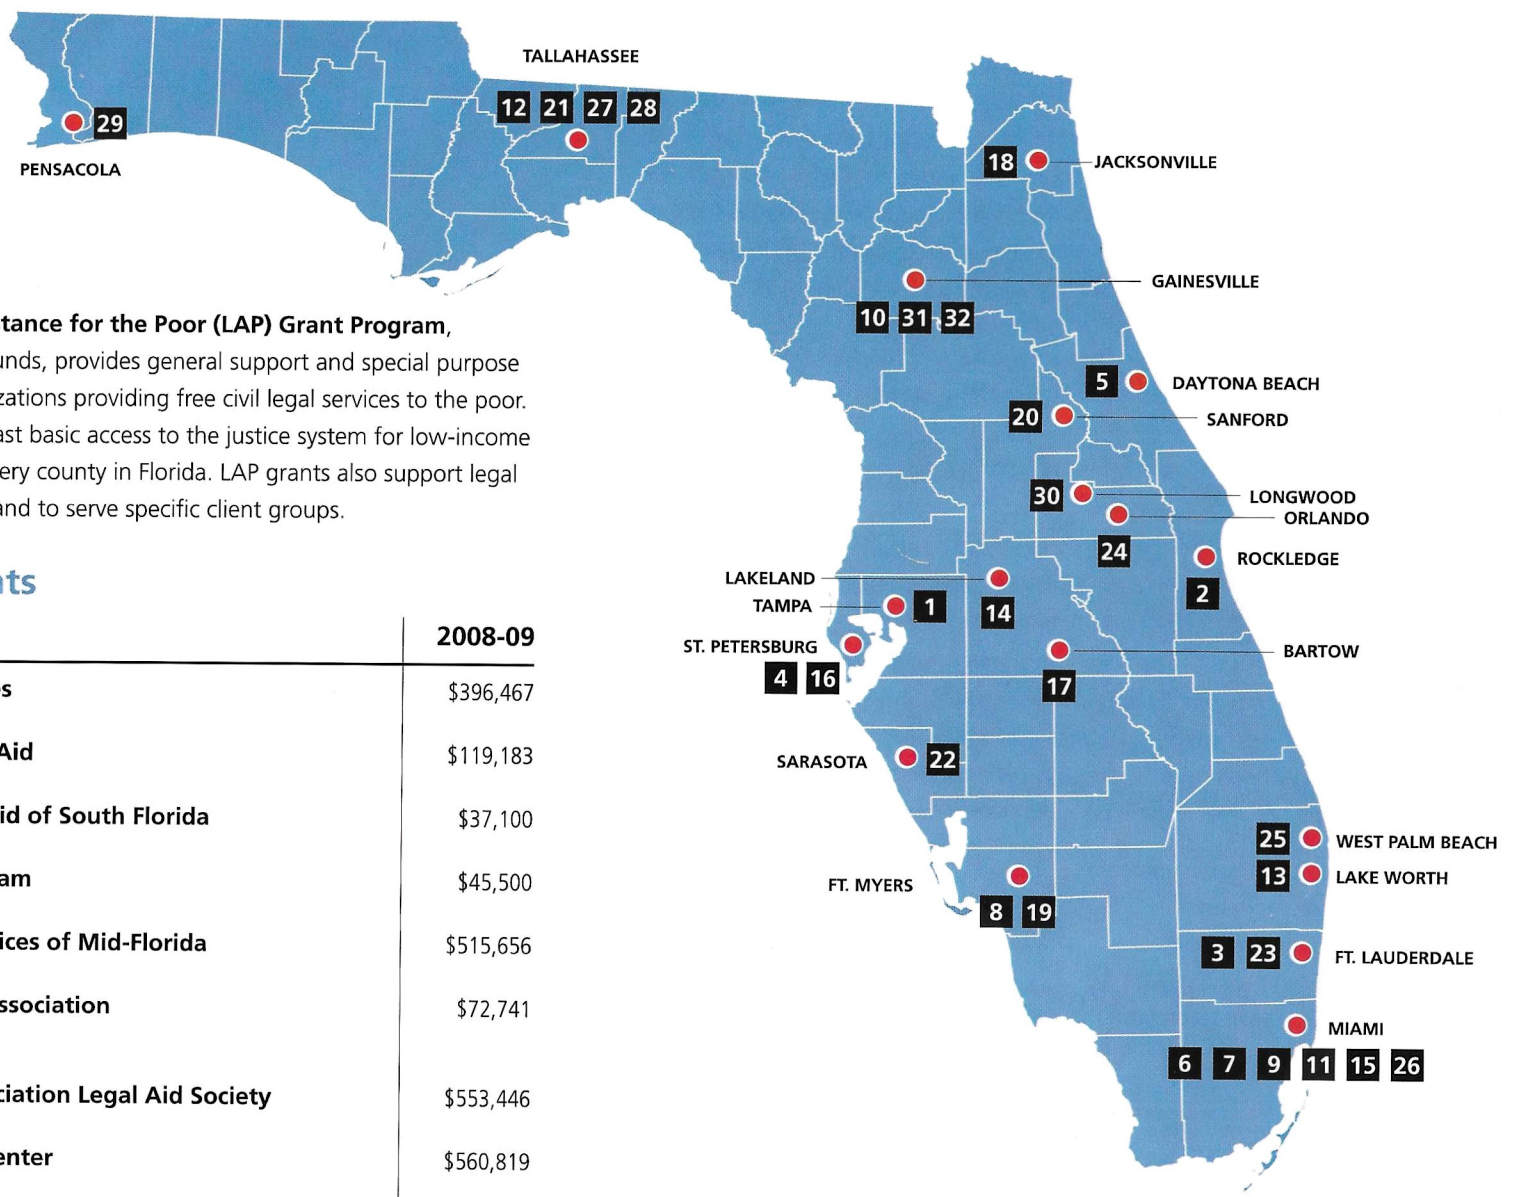 TALLAHASSEE
12 21 27 28
29
PENSACOLA
18 JACKSONVILLE
GAINESVILLE
10 31 32
5 DAYTONA BEACH
20 SANFORD
30 LONGWOOD
ORLANDO
24
ROCKLEDGE
2
LAKELAND
14
TAMPA 1
ST. PETERSBURG
4 16
BARTOW
17
SARASOTA 22
25 WEST PALM BEACH
13 LAKE WORTH
FT. MYERS
8 19
3 23 FT. LAUDERDALE
MIAMI
6 7 9 11 15 26
tance for the Poor (LAP) Grant Program,
unds, provides general support and special purpose
zations providing free civil legal services to the poor.
ast basic access to the justice system for low-income
ery county in Florida. LAP grants also support legal
and to serve specific client groups.
nts
2008-09
es $396,467
Aid $119,183
id of South Florida $37,100
am $45,500
ices of Mid-Florida $515,656
ssociation $72,741
ciation Legal Aid Society $553,446
enter $560,819